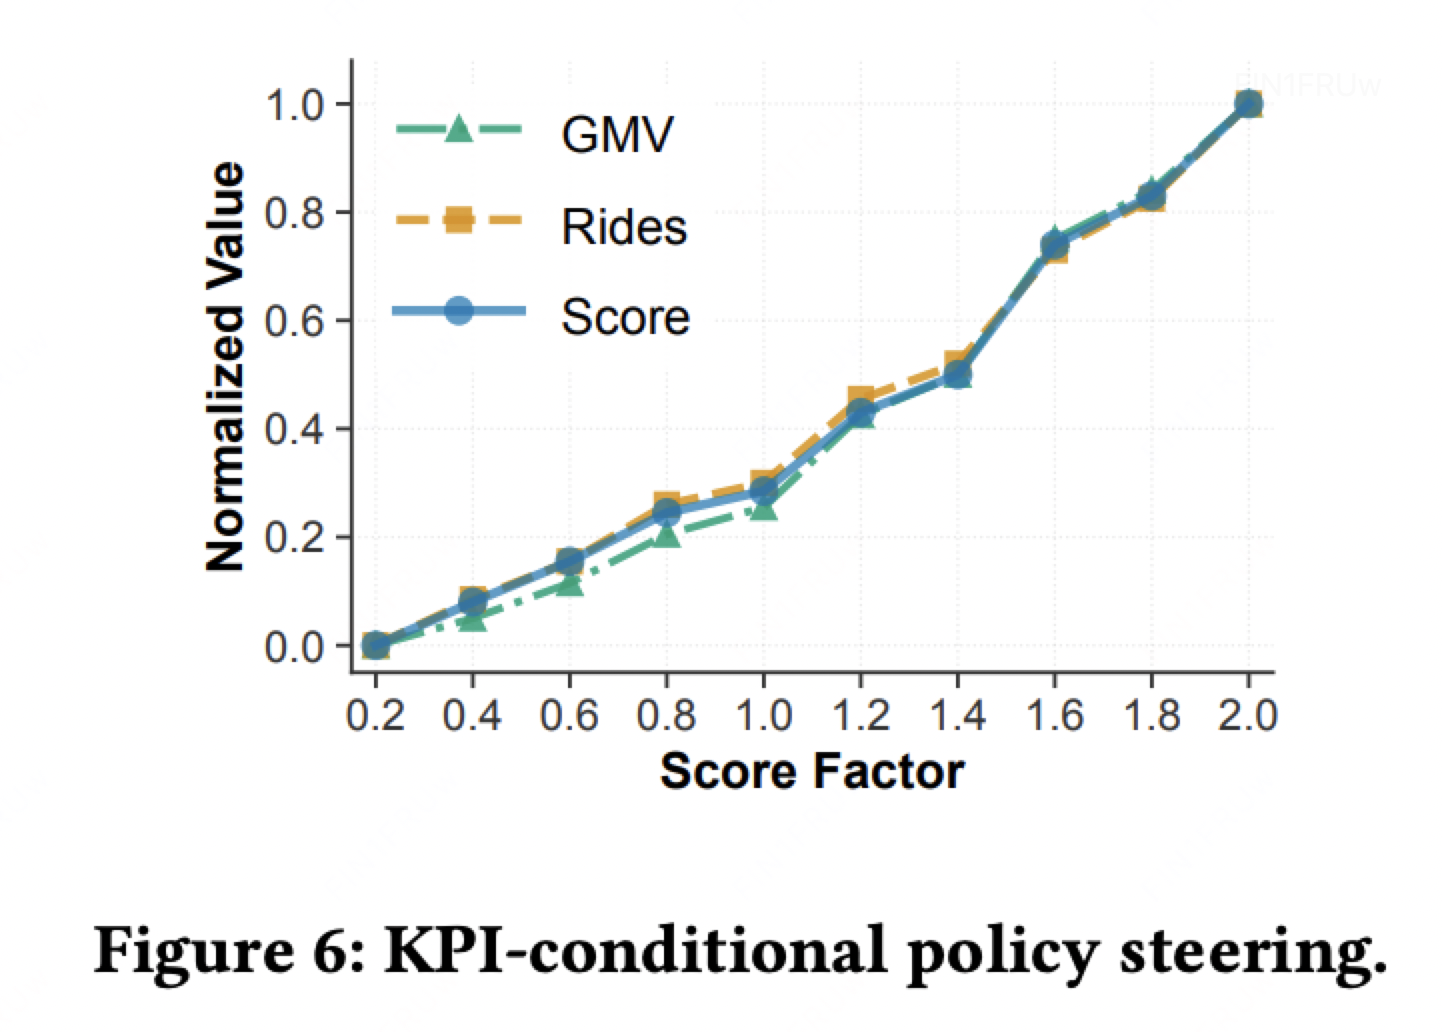 1.0
0.8
0.6
0.4
0.2
0.0
Normalized Value
GMV
Rides
Score
0.2 0.4 0.6 0.8 1.0 1.2 1.4 1.6 1.8 2.0
Score Factor
Figure 6: KPI-conditional policy steering.